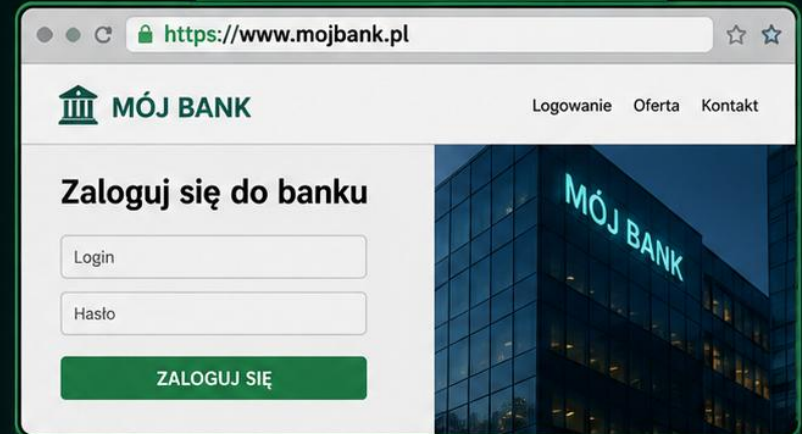 https://www.mojbank.pl
MÓJ BANK
Logowanie Oferta Kontakt
Zaloguj się do banku
Login
Hasło
ZALOGUJ SIĘ
MÓJ BANK